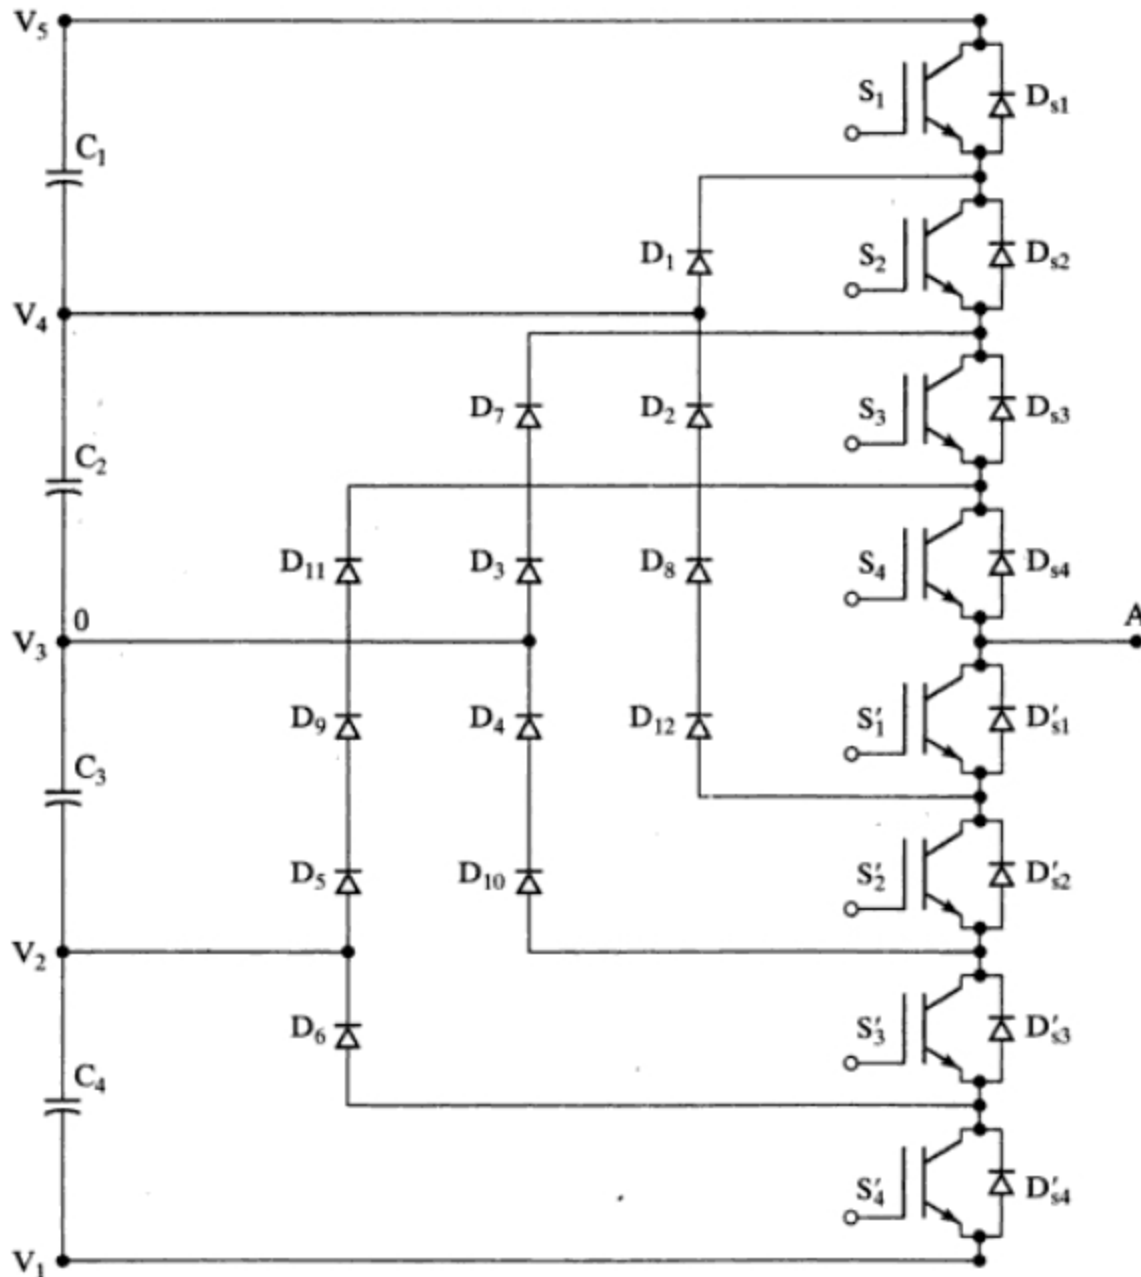 V₅
S₁ Dₛ₁
C₁
D₁ S₂ Dₛ₂
V₄
D₇ D₂ S₃ Dₛ₃
C₂
D₁₁ D₃ D₈ S₄ Dₛ₄
0 A
V₃
D₉ D₄ D₁₂ S′₁ D′ₛ₁
C₃
D₅ D₁₀ S′₂ D′ₛ₂
V₂
D₆ S′₃ D′ₛ₃
C₄
S′₄ D′ₛ₄
V₁